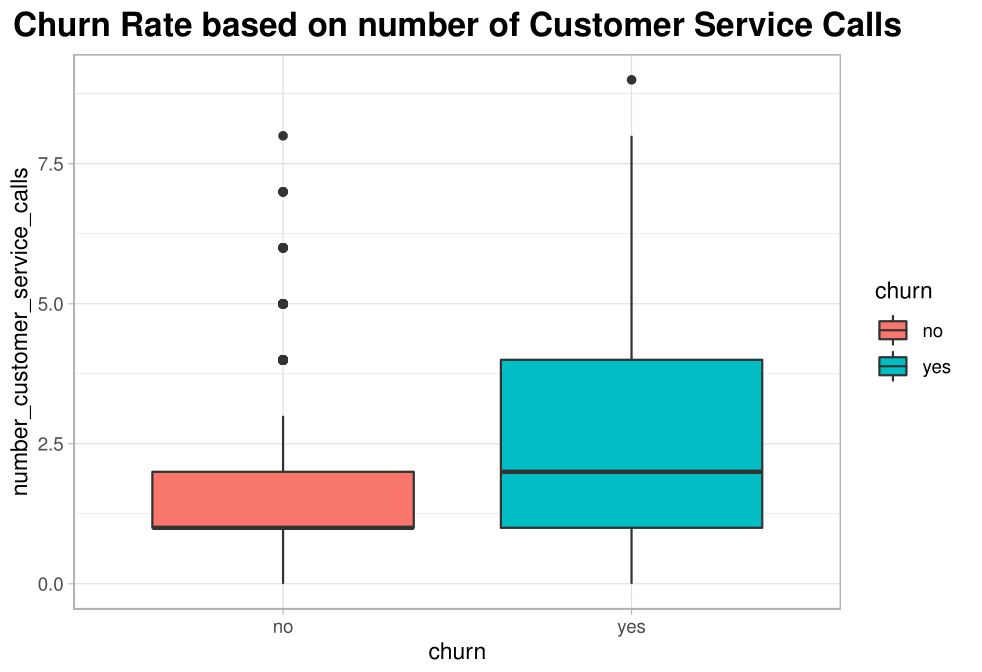 Churn Rate based on number of Customer Service Calls
number_customer_service_calls
7.5
5.0
2.5
0.0
no
yes
churn
churn
no
yes